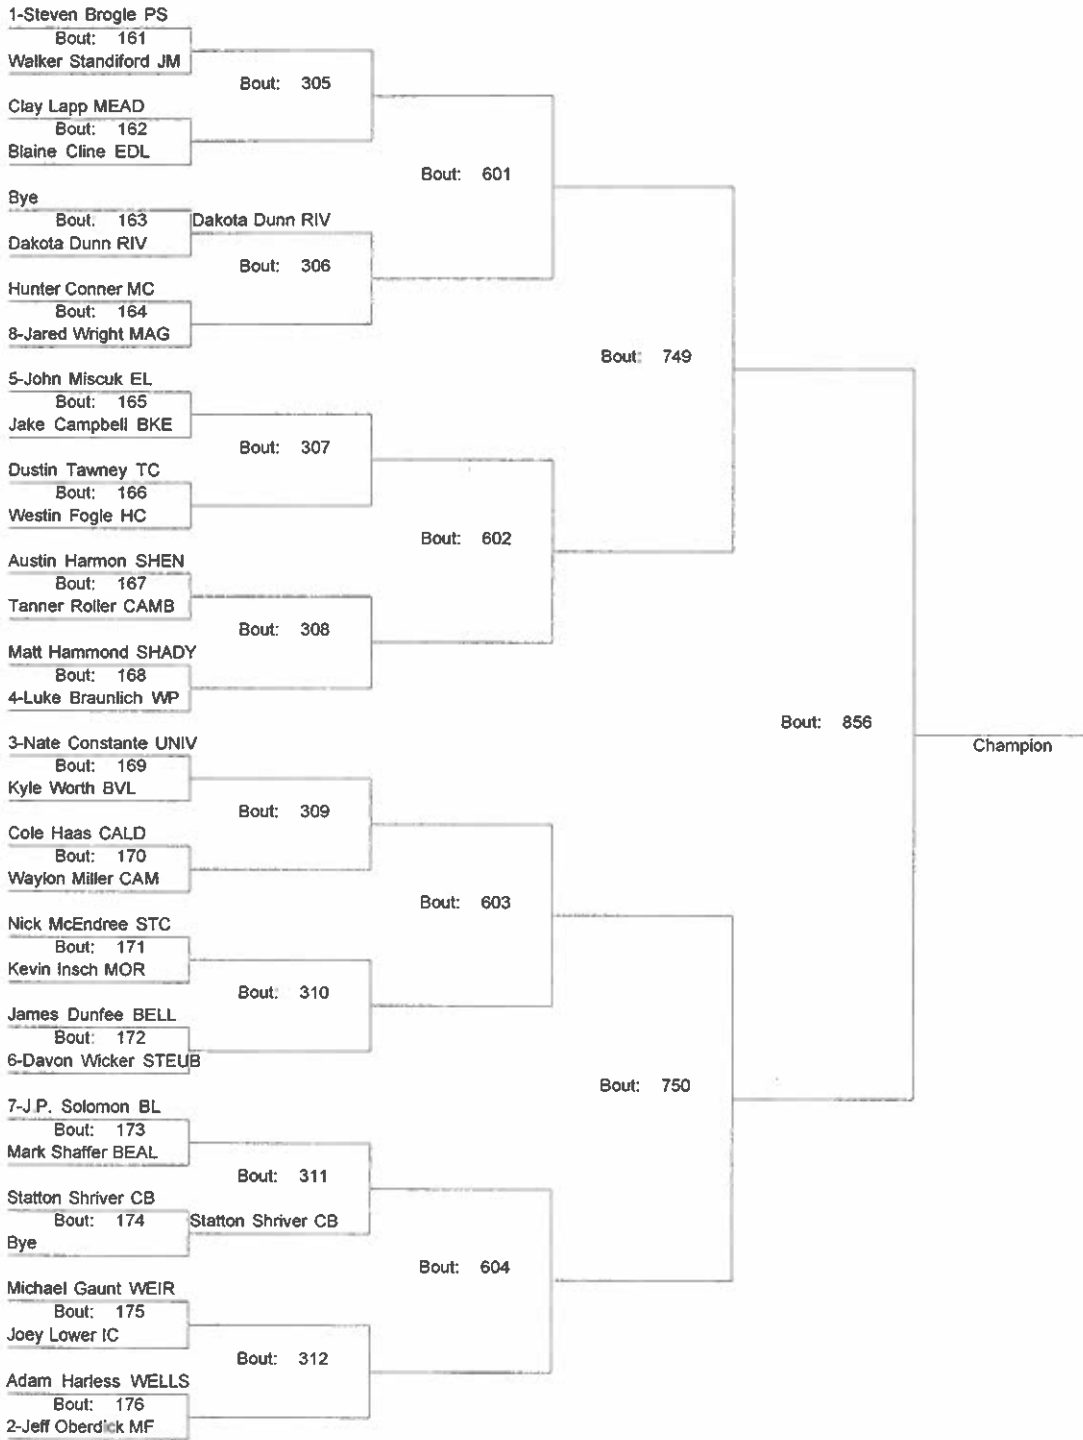 1-Steven Brogle PS
Bout: 161
Walker Standiford JM
Bout: 305
Clay Lapp MEAD
Bout: 162
Blaine Cline EDL
Bout: 601
Bye
Bout: 163
Dakota Dunn RIV
Dakota Dunn RIV
Bout: 306
Hunter Conner MC
Bout: 164
8-Jared Wright MAG
Bout: 749
5-John Miscuk EL
Bout: 165
Jake Campbell BKE
Bout: 307
Dustin Tawney TC
Bout: 166
Westin Fogle HC
Bout: 602
Austin Harmon SHEN
Bout: 167
Tanner Roller CAMB
Bout: 308
Matt Hammond SHADY
Bout: 168
4-Luke Braunlich WP
Bout: 856
Champion
3-Nate Constante UNIV
Bout: 169
Kyle Worth BVL
Bout: 309
Cole Haas CALD
Bout: 170
Waylon Miller CAM
Bout: 603
Nick McEndree STC
Bout: 171
Kevin Insch MOR
Bout: 310
James Dunfee BELL
Bout: 172
6-Davon Wicker STEUB
Bout: 750
7-J.P. Solomon BL
Bout: 173
Mark Shaffer BEAL
Bout: 311
Statton Shriver CB
Bout: 174
Statton Shriver CB
Bye
Bout: 604
Michael Gaunt WEIR
Bout: 175
Joey Lower IC
Bout: 312
Adam Harless WELLS
Bout: 176
2-Jeff Oberdick MF